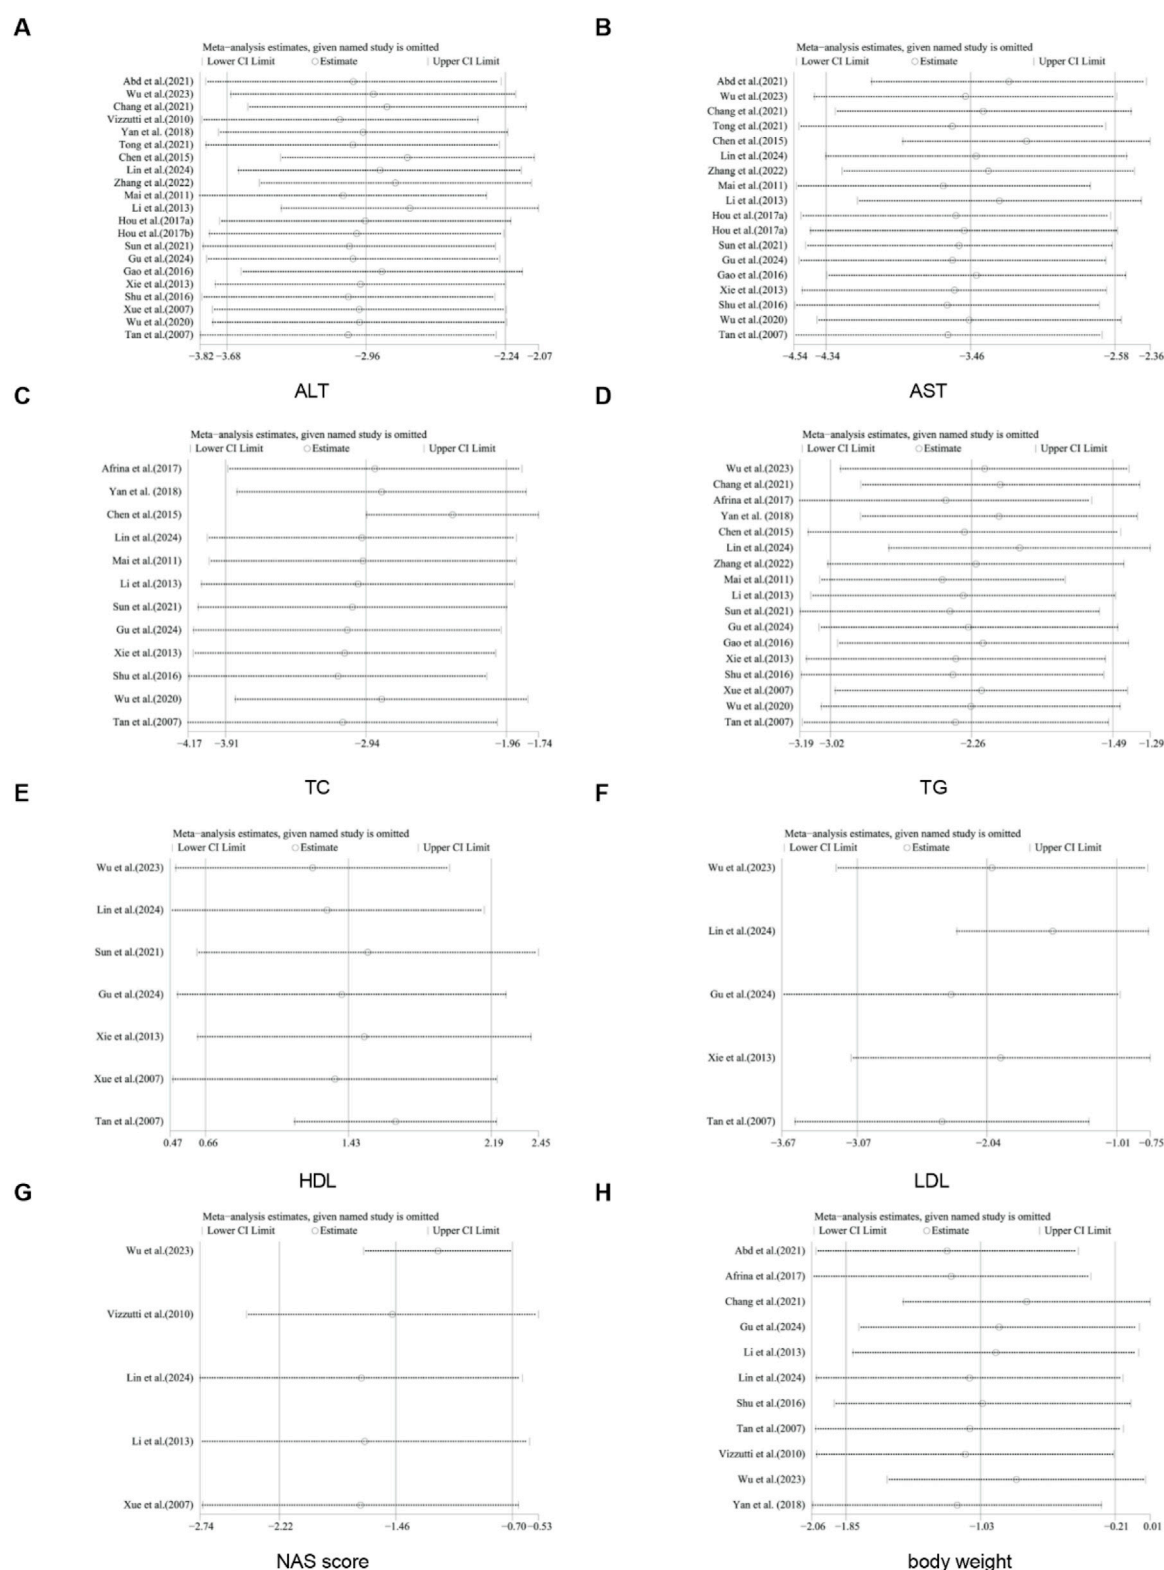 A
Meta-analysis estimates, given named study is omitted
Lower CI Limit Estimate Upper CI Limit
Abd et al.(2021)
Wu et al.(2023)
Chang et al.(2021)
Vizzutti et al.(2010)
Yan et al. (2018)
Tong et al.(2021)
Chen et al.(2015)
Lin et al.(2024)
Zhang et al.(2022)
Mai et al.(2011)
Li et al.(2013)
Hou et al.(2017a)
Hou et al.(2017b)
Sun et al.(2021)
Gu et al.(2024)
Gao et al.(2016)
Xie et al.(2013)
Shu et al.(2016)
Xue et al.(2007)
Wu et al.(2020)
Tan et al.(2007)
-3.82 -3.68 -2.96 -2.24 -2.07
ALT
B
Meta-analysis estimates, given named study is omitted
Lower CI Limit Estimate Upper CI Limit
Abd et al.(2021)
Wu et al.(2023)
Chang et al.(2021)
Tong et al.(2021)
Chen et al.(2015)
Lin et al.(2024)
Zhang et al.(2022)
Mai et al.(2011)
Li et al.(2013)
Hou et al.(2017a)
Hou et al.(2017a)
Sun et al.(2021)
Gu et al.(2024)
Gao et al.(2016)
Xie et al.(2013)
Shu et al.(2016)
Wu et al.(2020)
Tan et al.(2007)
-4.54 -4.34 -3.46 -2.58 -2.36
AST
C
Meta-analysis estimates, given named study is omitted
Lower CI Limit Estimate Upper CI Limit
Afrina et al.(2017)
Yan et al. (2018)
Chen et al.(2015)
Lin et al.(2024)
Mai et al.(2011)
Li et al.(2013)
Sun et al.(2021)
Gu et al.(2024)
Xie et al.(2013)
Shu et al.(2016)
Wu et al.(2020)
Tan et al.(2007)
-4.17 -3.91 -2.94 -1.96 -1.74
TC
D
Meta-analysis estimates, given named study is omitted
Lower CI Limit Estimate Upper CI Limit
Wu et al.(2023)
Chang et al.(2021)
Afrina et al.(2017)
Yan et al. (2018)
Chen et al.(2015)
Lin et al.(2024)
Zhang et al.(2022)
Mai et al.(2011)
Li et al.(2013)
Sun et al.(2021)
Gu et al.(2024)
Gao et al.(2016)
Xie et al.(2013)
Shu et al.(2016)
Xue et al.(2007)
Wu et al.(2020)
Tan et al.(2007)
-3.19 -3.02 -2.26 -1.49 -1.29
TG
E
Meta-analysis estimates, given named study is omitted
Lower CI Limit Estimate Upper CI Limit
Wu et al.(2023)
Lin et al.(2024)
Sun et al.(2021)
Gu et al.(2024)
Xie et al.(2013)
Xue et al.(2007)
Tan et al.(2007)
0.47 0.66 1.43 2.19 2.45
HDL
F
Meta-analysis estimates, given named study is omitted
Lower CI Limit Estimate Upper CI Limit
Wu et al.(2023)
Lin et al.(2024)
Gu et al.(2024)
Xie et al.(2013)
Tan et al.(2007)
-3.67 -3.07 -2.04 -1.01 -0.75
LDL
G
Meta-analysis estimates, given named study is omitted
Lower CI Limit Estimate Upper CI Limit
Wu et al.(2023)
Vizzutti et al.(2010)
Lin et al.(2024)
Li et al.(2013)
Xue et al.(2007)
-2.74 -2.22 -1.46 -0.70 -0.53
NAS score
H
Meta-analysis estimates, given named study is omitted
Lower CI Limit Estimate Upper CI Limit
Abd et al.(2021)
Afrina et al.(2017)
Chang et al.(2021)
Gu et al.(2024)
Li et al.(2013)
Lin et al.(2024)
Shu et al.(2016)
Tan et al.(2007)
Vizzutti et al.(2010)
Wu et al.(2023)
Yan et al. (2018)
-2.06 -1.85 -1.03 -0.21 0.01
body weight